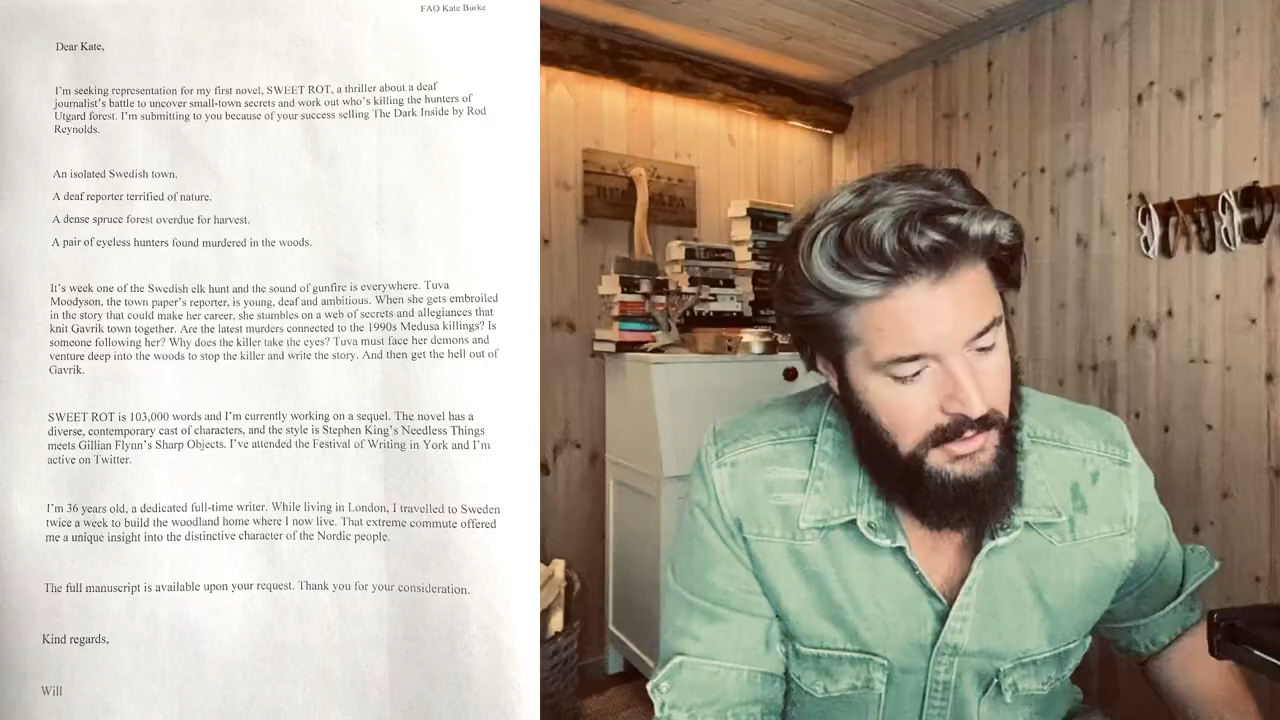 FAO Kate Burke
Dear Kate,
I'm seeking representation for my first novel, SWEET ROT, a thriller about a deaf
journalist's battle to uncover small-town secrets and work out who's killing the hunters of
Utgard forest. I'm submitting to you because of your success selling The Dark Inside by Rod
Reynolds.
An isolated Swedish town.
A deaf reporter terrified of nature.
A dense spruce forest overdue for harvest.
A pair of eyeless hunters found murdered in the woods.
It's week one of the Swedish elk hunt and the sound of gunfire is everywhere. Tuva
Moodyson, the town paper's reporter, is young, deaf and ambitious. When she gets embroiled
in the story that could make her career, she stumbles on a web of secrets and allegiances that
knit Gavrik town together. Are the latest murders connected to the 1990s Medusa killings? Is
someone following her? Why does the killer take the eyes? Tuva must face her demons and
venture deep into the woods to stop the killer and write the story. And then get the hell out of
Gavrik.
SWEET ROT is 103,000 words and I'm currently working on a sequel. The novel has a
diverse, contemporary cast of characters, and the style is Stephen King's Needless Things
meets Gillian Flynn's Sharp Objects. I've attended the Festival of Writing in York and I'm
active on Twitter.
I'm 36 years old, a dedicated full-time writer. While living in London, I travelled to Sweden
twice a week to build the woodland home where I now live. That extreme commute offered
me a unique insight into the distinctive character of the Nordic people.
The full manuscript is available upon your request. Thank you for your consideration.
Kind regards,
Will